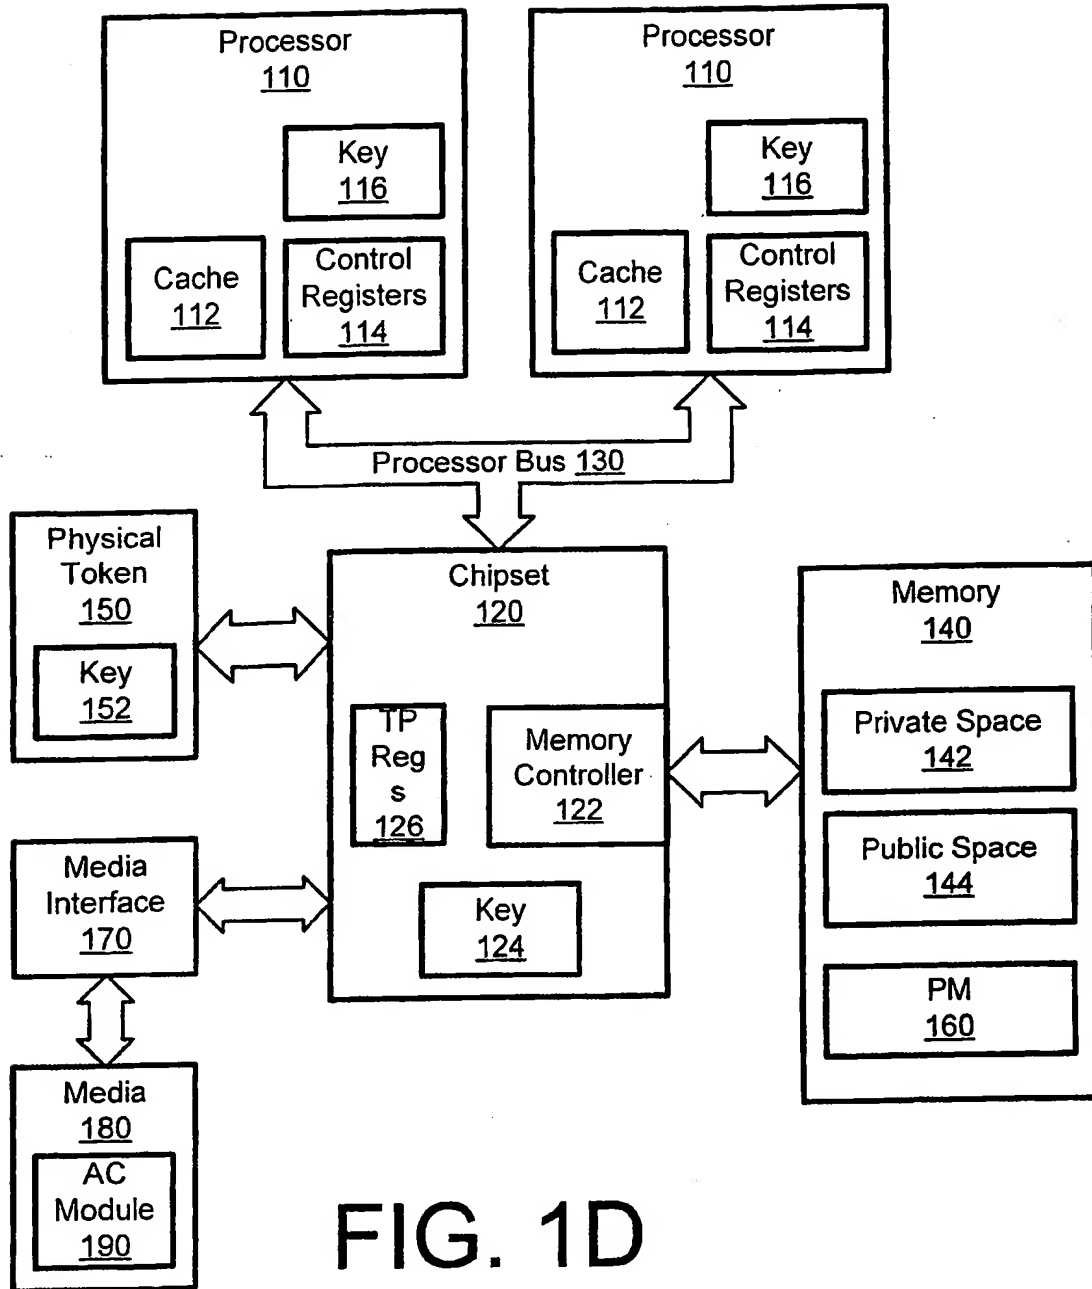 Processor
110
Key
116
Cache
112
Control
Registers
114
Processor
110
Key
116
Cache
112
Control
Registers
114
Processor Bus 130
Physical
Token
150
Key
152
Chipset
120
TP
Reg
s
126
Memory
Controller
122
Key
124
Memory
140
Private Space
142
Public Space
144
PM
160
Media
Interface
170
Media
180
AC
Module
190
FIG. 1D